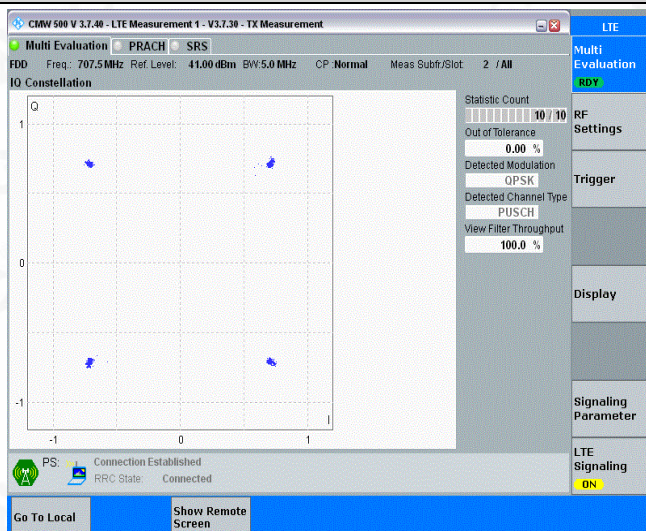 CMW 500 V 3.7.40 - LTE Measurement 1 - V3.7.30 - TX Measurement
LTE
Multi Evaluation PRACH SRS
Multi
Evaluation
RDY
FDD Freq.: 707.5 MHz Ref. Level: 41.00 dBm BW:5.0 MHz CP :Normal Meas Subfr./Slot: 2 / All
IQ Constellation
Q
1
0
-1
-1 0 1
I
Statistic Count
10 / 10
Out of Tolerance
0.00 %
Detected Modulation
QPSK
Detected Channel Type
PUSCH
View Filter Throughput
100.0 %
RF
Settings
Trigger
Display
Signaling
Parameter
LTE
Signaling
ON
PS: Connection Established
RRC State: Connected
Go To Local
Show Remote
Screen